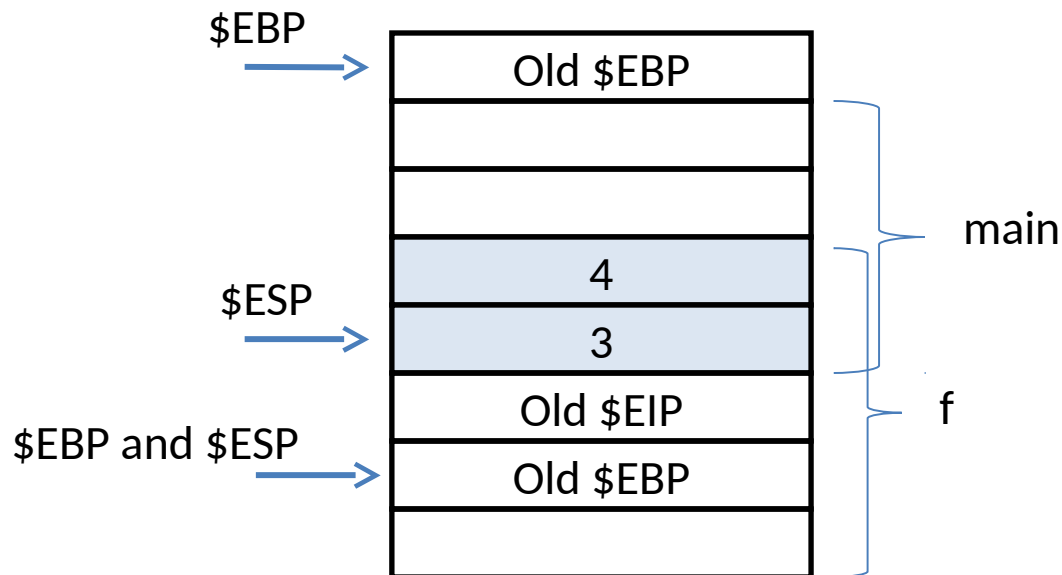 $EBP
Old $EBP
main
4
$ESP
3
Old $EIP
f
$EBP and $ESP
Old $EBP